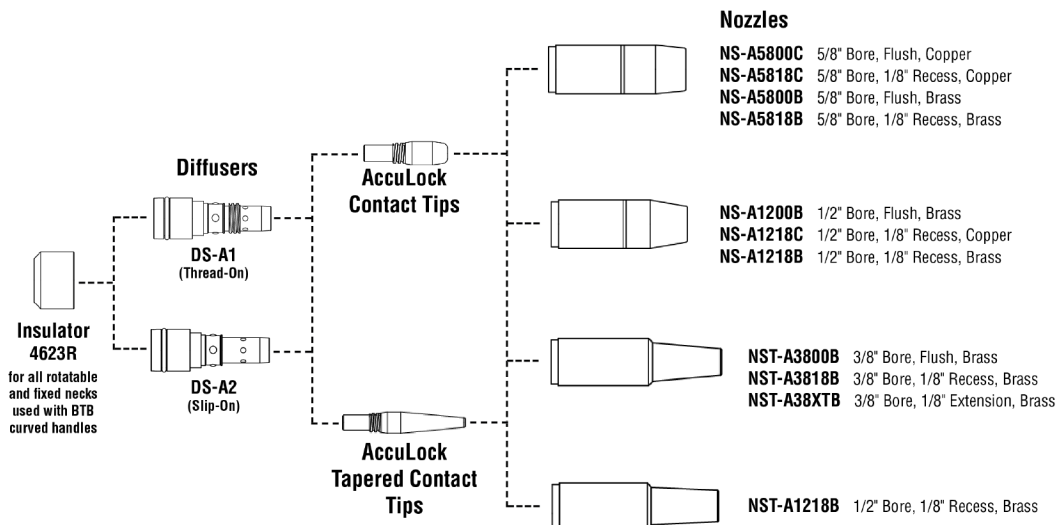 Nozzles
NS-A5800C 5/8" Bore, Flush, Copper
NS-A5818C 5/8" Bore, 1/8" Recess, Copper
NS-A5800B 5/8" Bore, Flush, Brass
NS-A5818B 5/8" Bore, 1/8" Recess, Brass
Diffusers
AccuLock
Contact Tips
DS-A1
(Thread-On)
NS-A1200B 1/2" Bore, Flush, Brass
NS-A1218C 1/2" Bore, 1/8" Recess, Copper
NS-A1218B 1/2" Bore, 1/8" Recess, Brass
Insulator
4623R
for all rotatable
and fixed necks
used with BTB
curved handles
DS-A2
(Slip-On)
NST-A3800B 3/8" Bore, Flush, Brass
NST-A3818B 3/8" Bore, 1/8" Recess, Brass
NST-A38XTB 3/8" Bore, 1/8" Extension, Brass
AccuLock
Tapered Contact
Tips
NST-A1218B 1/2" Bore, 1/8" Recess, Brass